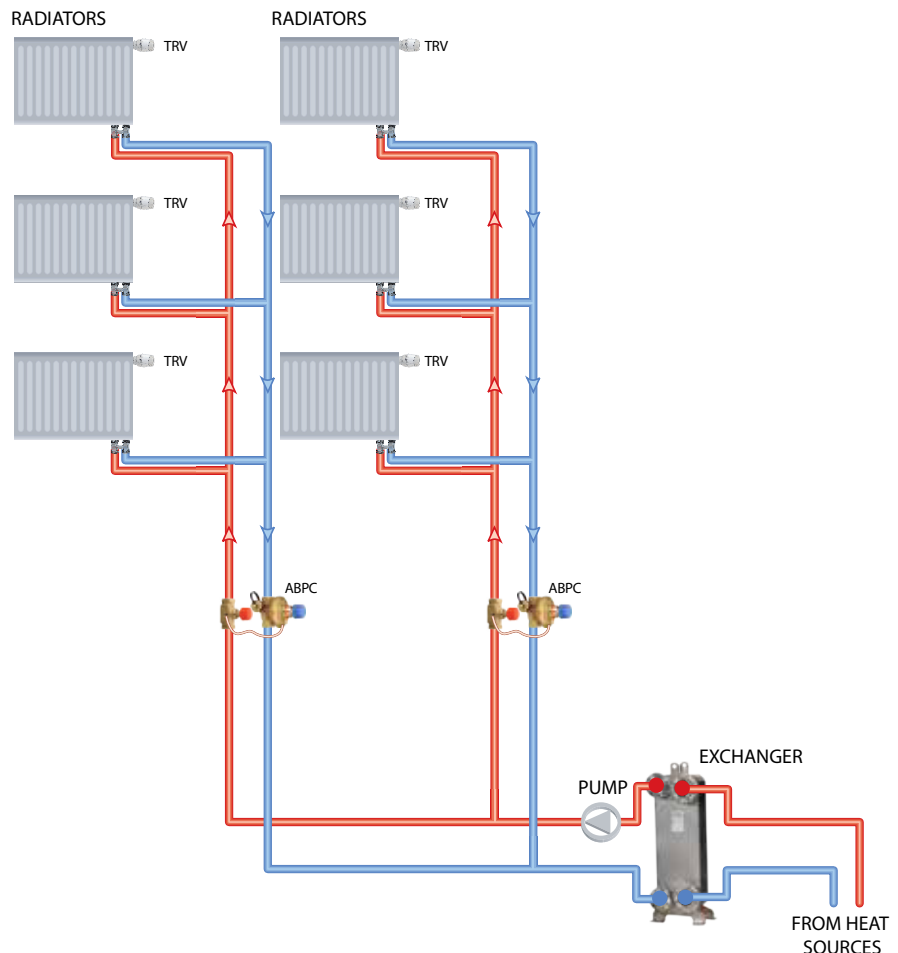 RADIATORS
RADIATORS
TRV
TRV
TRV
TRV
TRV
TRV
ABPC
ABPC
EXCHANGER
PUMP
FROM HEAT
SOURCES